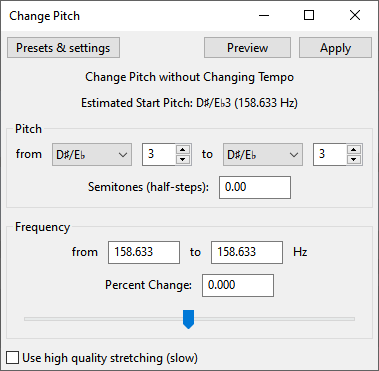 Change Pitch
Presets & settings Preview Apply
Change Pitch without Changing Tempo
Estimated Start Pitch: D♯/E♭3 (158.633 Hz)
Pitch
from D♯/E♭ 3 to D♯/E♭ 3
Semitones (half-steps): 0.00
Frequency
from 158.633 to 158.633 Hz
Percent Change: 0.000
Use high quality stretching (slow)